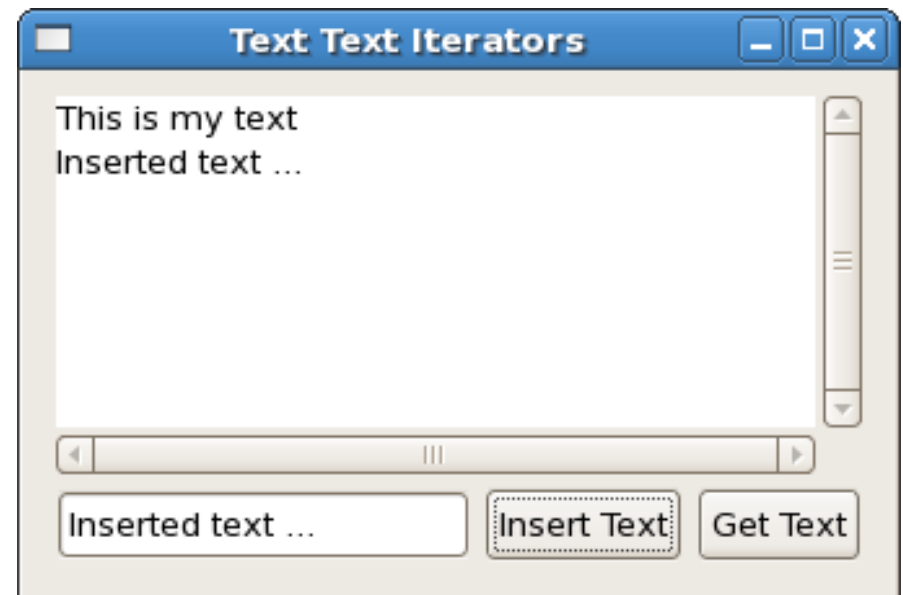 Text Text Iterators
This is my text
Inserted text ...
Inserted text ...
Insert Text
Get Text